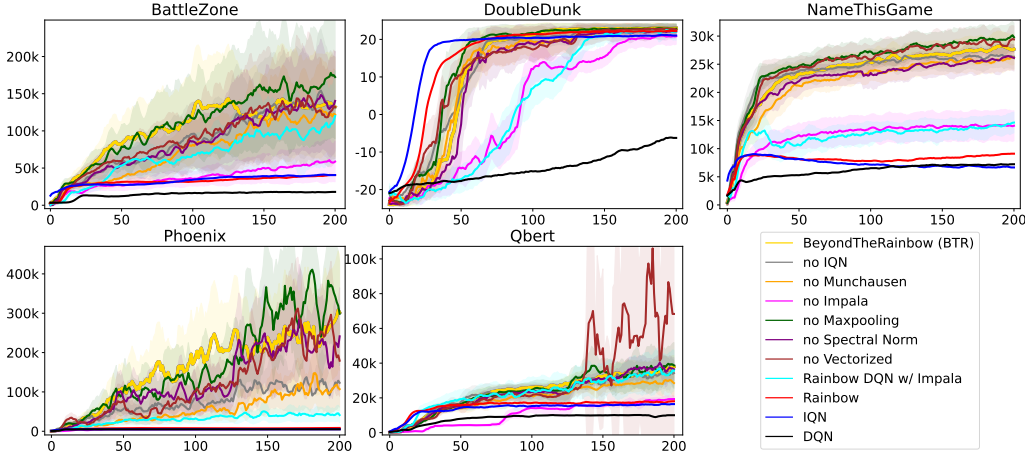 BattleZone
DoubleDunk
NameThisGame
200k
150k
100k
50k
0
0
50
100
150
200
20
10
0
−10
−20
0
50
100
150
200
30k
25k
20k
15k
10k
5k
0
0
50
100
150
200
Phoenix
Qbert
400k
300k
200k
100k
0
0
50
100
150
200
100k
80k
60k
40k
20k
0
0
50
100
150
200
BeyondTheRainbow (BTR)
no IQN
no Munchausen
no Impala
no Maxpooling
no Spectral Norm
no Vectorized
Rainbow DQN w/ Impala
Rainbow
IQN
DQN